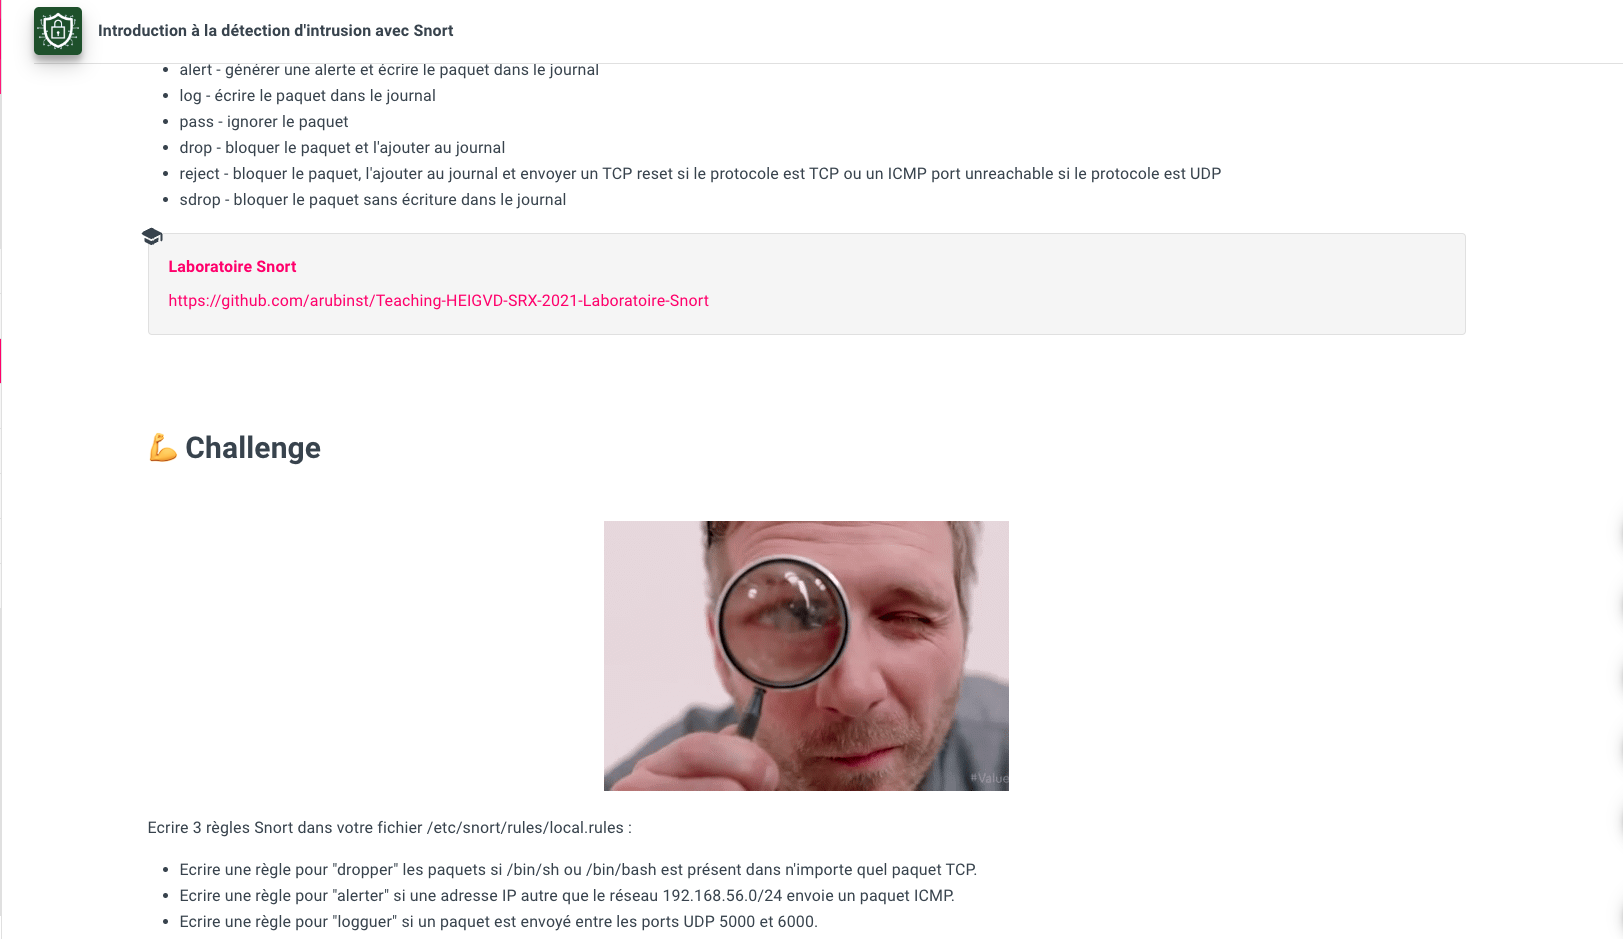 Introduction à la détection d'intrusion avec Snort
alert - générer une alerte et écrire le paquet dans le journal
log - écrire le paquet dans le journal
pass - ignorer le paquet
drop - bloquer le paquet et l'ajouter au journal
reject - bloquer le paquet, l'ajouter au journal et envoyer un TCP reset si le protocole est TCP ou un ICMP port unreachable si le protocole est UDP
sdrop - bloquer le paquet sans écriture dans le journal
Laboratoire Snort
https://github.com/arubinst/Teaching-HEIGVD-SRX-2021-Laboratoire-Snort
💪 Challenge
#Value
Ecrire 3 règles Snort dans votre fichier /etc/snort/rules/local.rules :
Ecrire une règle pour "dropper" les paquets si /bin/sh ou /bin/bash est présent dans n'importe quel paquet TCP.
Ecrire une règle pour "alerter" si une adresse IP autre que le réseau 192.168.56.0/24 envoie un paquet ICMP.
Ecrire une règle pour "logguer" si un paquet est envoyé entre les ports UDP 5000 et 6000.